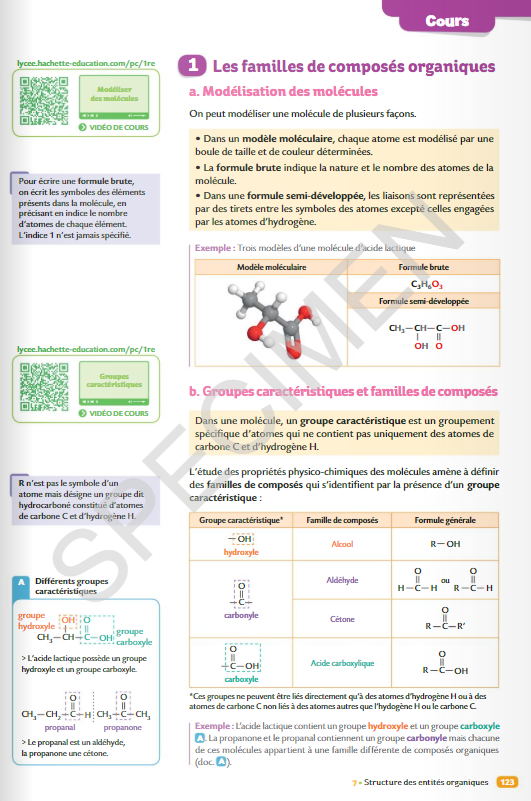 Cours
lycee.hachette-education.com/pc/1re
Modéliser
des molécules
VIDÉO DE COURS
Pour écrire une formule brute,
on écrit les symboles des éléments
présents dans la molécule, en
précisant en indice le nombre
d'atomes de chaque élément.
L'indice 1 n'est jamais spécifié.
lycee.hachette-education.com/pc/1re
Groupes
caractéristiques
VIDÉO DE COURS
R n'est pas le symbole d'un
atome mais désigne un groupe dit
hydrocarboné constitué d'atomes
de carbone C et d'hydrogène H.
A Différents groupes
caractéristiques
groupe
hydroxyle
OH O
CH3 — CH — C — OH
groupe
carboxyle
> L'acide lactique possède un groupe
hydroxyle et un groupe carboxyle.
O O
CH3 — CH2 — C — H CH3 — C — CH3
propanal propanone
> Le propanal est un aldéhyde,
la propanone une cétone.
1 Les familles de composés organiques
a. Modélisation des molécules
On peut modéliser une molécule de plusieurs façons.
• Dans un modèle moléculaire, chaque atome est modélisé par une
boule de taille et de couleur déterminées.
• La formule brute indique la nature et le nombre des atomes de la
molécule.
• Dans une formule semi-développée, les liaisons sont représentées
par des tirets entre les symboles des atomes excepté celles engagées
par les atomes d'hydrogène.
Exemple : Trois modèles d'une molécule d'acide lactique
Modèle moléculaire Formule brute
C3H6O3
Formule semi-développée
CH3 — CH — C — OH
OH O
b. Groupes caractéristiques et familles de composés
Dans une molécule, un groupe caractéristique est un groupement
spécifique d'atomes qui ne contient pas uniquement des atomes de
carbone C et d'hydrogène H.
L'étude des propriétés physico-chimiques des molécules amène à définir
des familles de composés qui s'identifient par la présence d'un groupe
caractéristique :
Groupe caractéristique* Famille de composés Formule générale
— OH
hydroxyle
Alcool
R — OH
O
— C —
carbonyle
Aldéhyde
O O
H — C — H ou R — C — H
Cétone
O
R — C — R'
O
— C — OH
carboxyle
Acide carboxylique
O
R — C — OH
*Ces groupes ne peuvent être liés directement qu'à des atomes d'hydrogène H ou à des
atomes de carbone C non liés à des atomes autres que l'hydrogène H ou le carbone C.
Exemple : L'acide lactique contient un groupe hydroxyle et un groupe carboxyle
A. La propanone et le propanal contiennent un groupe carbonyle mais chacune
de ces molécules appartient à une famille différente de composés organiques
(doc. A).
7 • Structure des entités organiques 123
SPECIMEN